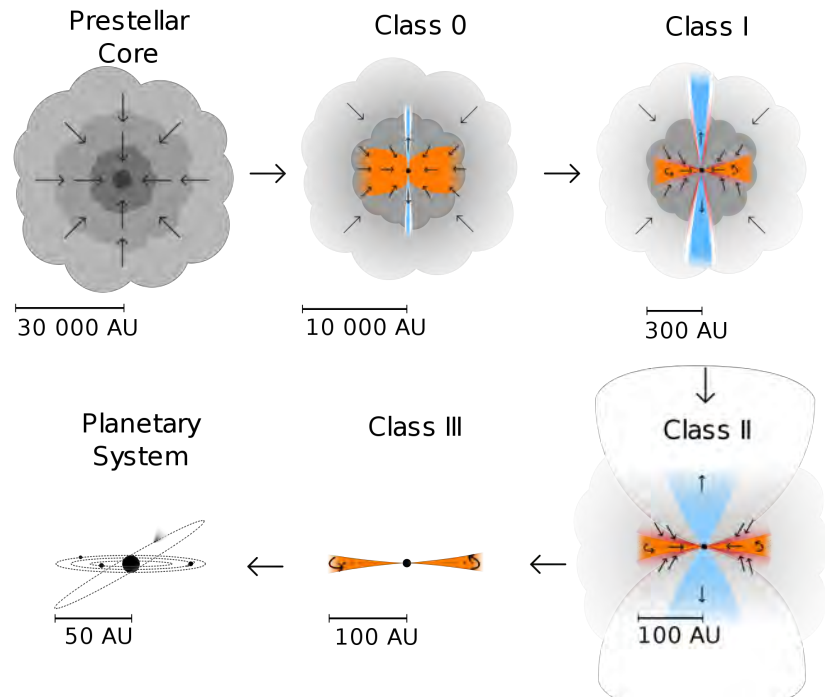 Prestellar
Core
Class 0
Class I
30 000 AU
10 000 AU
300 AU
Class II
100 AU
Class III
100 AU
Planetary
System
50 AU